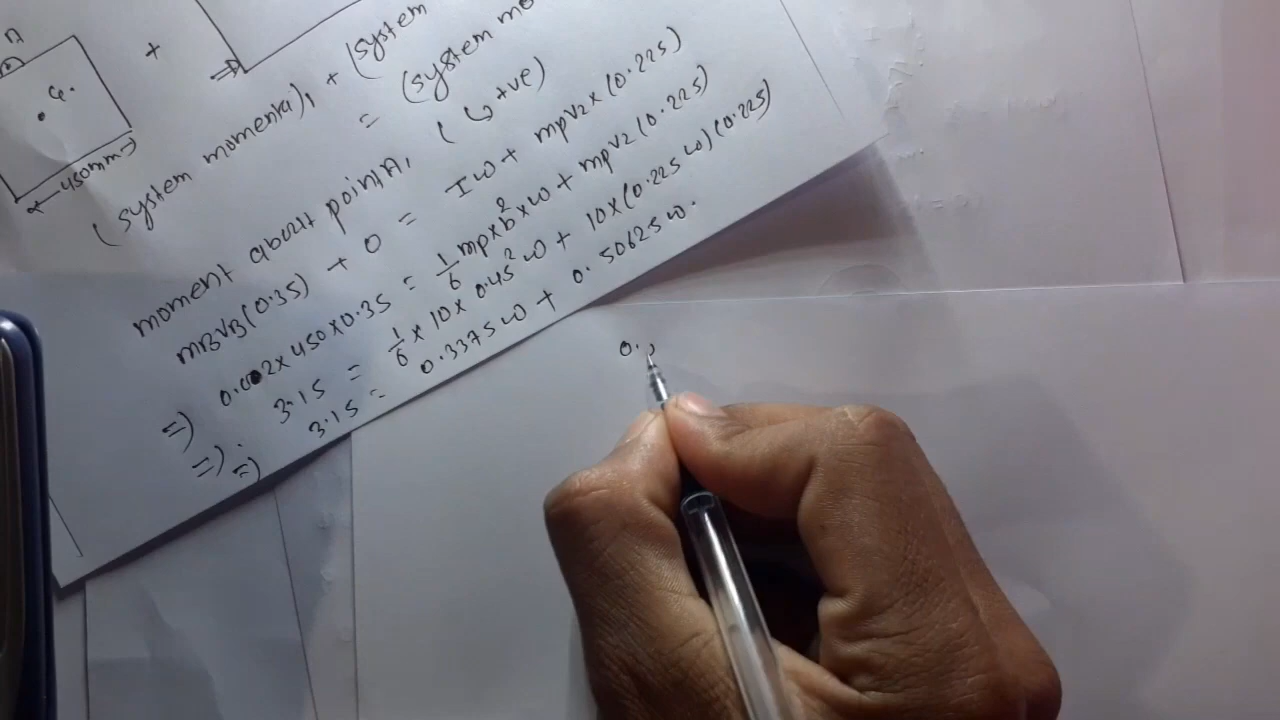 A
+
G.
450mm
(system momenta)₁ + (system
= (system mo
moment about point A, ( ↺ +ve)
mBVB(0.35) + 0 = Iω + mpv2 × (0.225)
=) 0.002×450×0.35 = 1/6 mp×b²×ω + mpv2(0.225)
=). 3.15 = 1/6 × 10 × 0.45² ω + 10×(0.225 ω)(0.225)
=) 3.15 = 0.3375 ω + 0.50625 ω.
0.